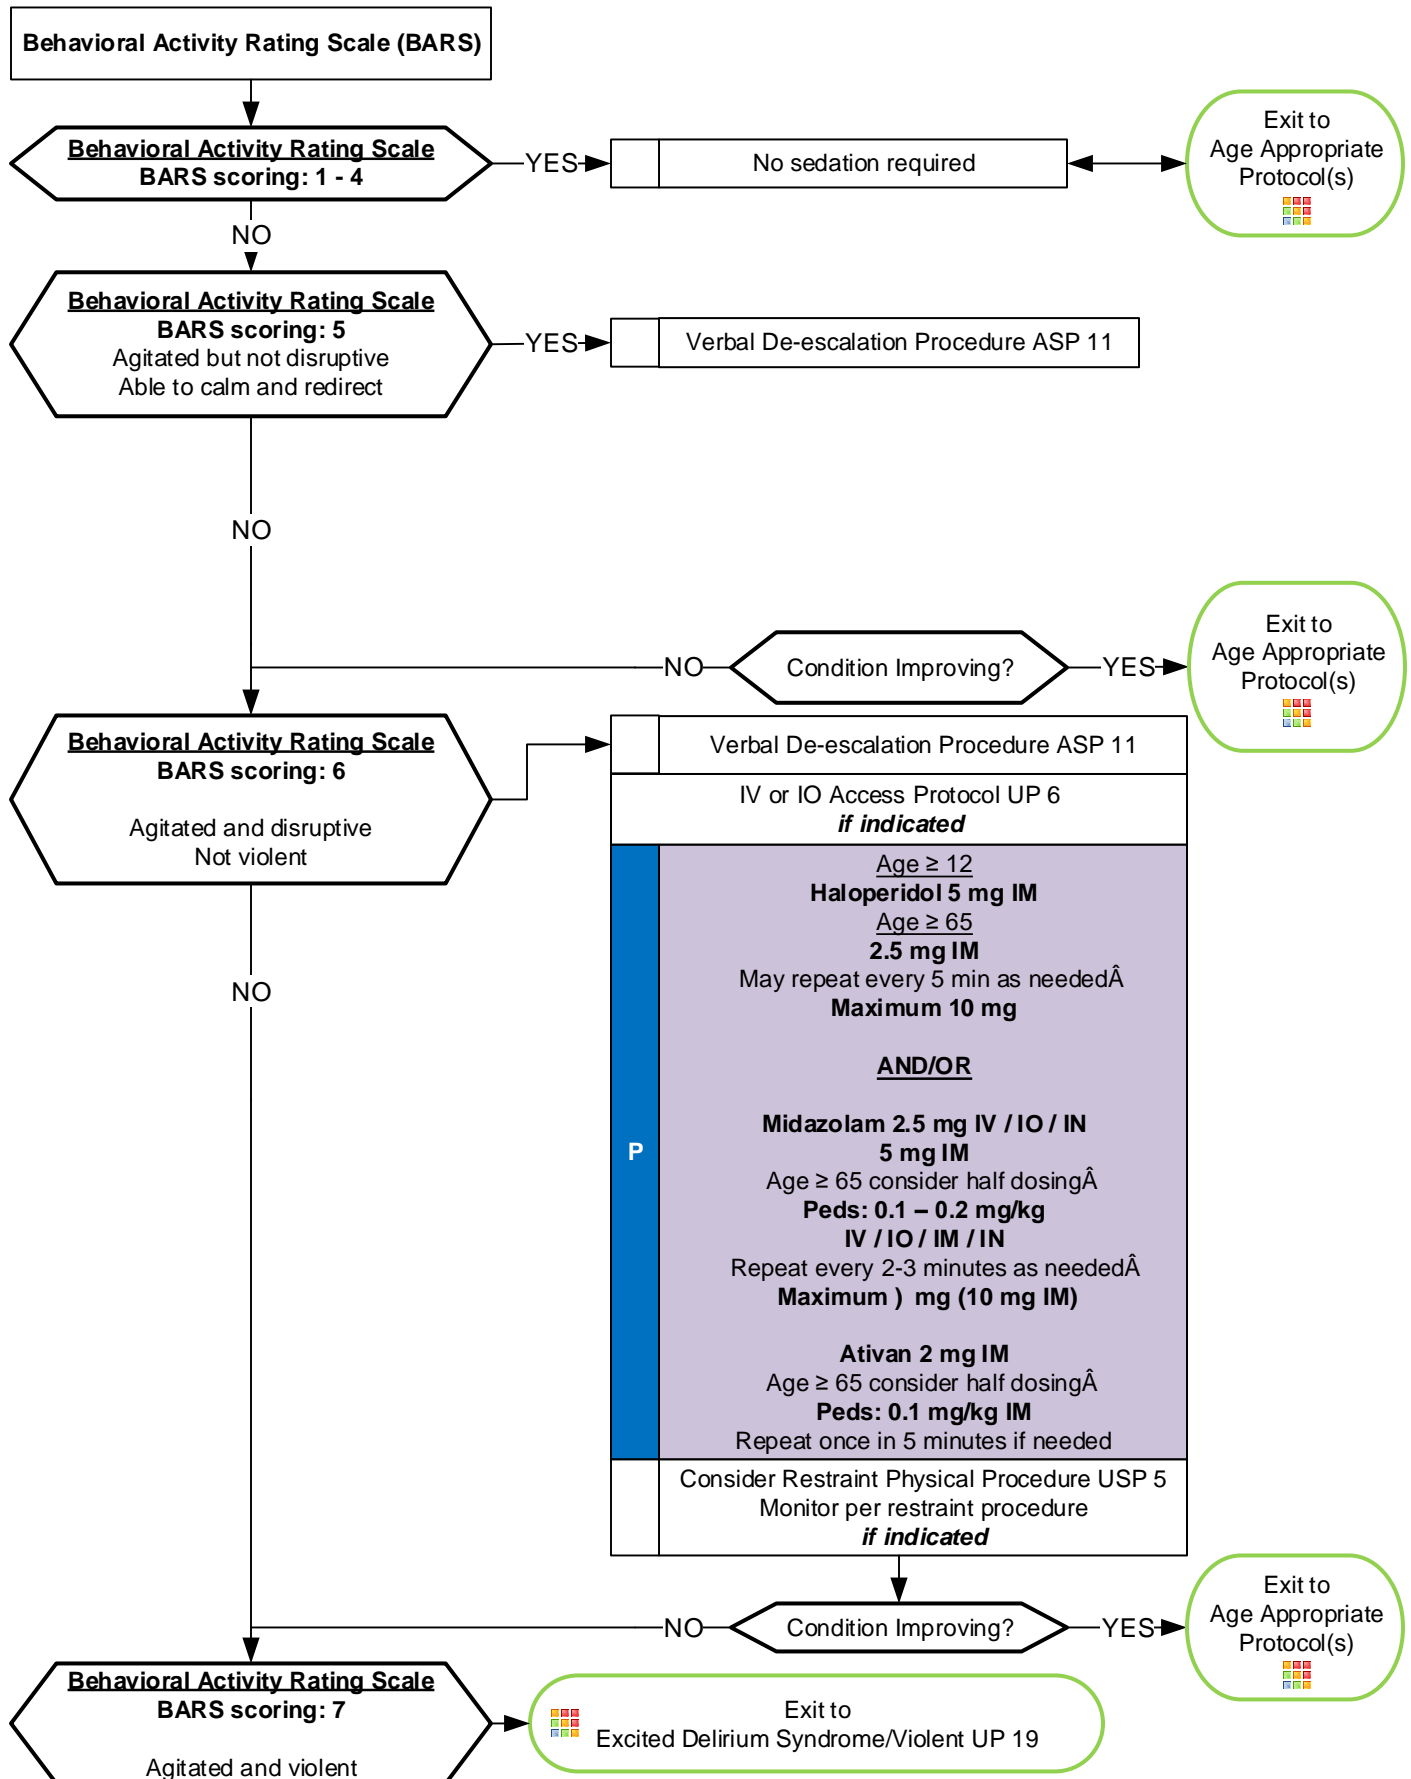 Behavioral Activity Rating Scale (BARS)
Behavioral Activity Rating Scale
BARS scoring: 1 - 4
YES
No sedation required
Exit to
Age Appropriate
Protocol(s)
NO
Behavioral Activity Rating Scale
BARS scoring: 5
Agitated but not disruptive
Able to calm and redirect
YES
Verbal De-escalation Procedure ASP 11
NO
NO
Condition Improving?
YES
Exit to
Age Appropriate
Protocol(s)
Behavioral Activity Rating Scale
BARS scoring: 6
Agitated and disruptive
Not violent
Verbal De-escalation Procedure ASP 11
IV or IO Access Protocol UP 6
if indicated
P
Age ≥ 12
Haloperidol 5 mg IM
Age ≥ 65
2.5 mg IM
May repeat every 5 min as neededÂ
Maximum 10 mg
AND/OR
Midazolam 2.5 mg IV / IO / IN
5 mg IM
Age ≥ 65 consider half dosingÂ
Peds: 0.1 – 0.2 mg/kg
IV / IO / IM / IN
Repeat every 2-3 minutes as neededÂ
Maximum ) mg (10 mg IM)
Ativan 2 mg IM
Age ≥ 65 consider half dosingÂ
Peds: 0.1 mg/kg IM
Repeat once in 5 minutes if needed
Consider Restraint Physical Procedure USP 5
Monitor per restraint procedure
if indicated
NO
NO
Condition Improving?
YES
Exit to
Age Appropriate
Protocol(s)
Behavioral Activity Rating Scale
BARS scoring: 7
Agitated and violent
Exit to
Excited Delirium Syndrome/Violent UP 19